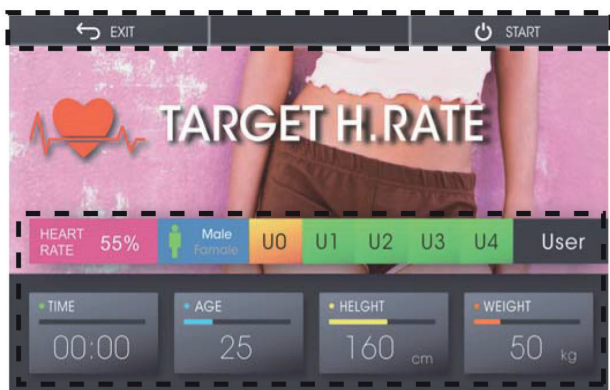 EXIT
START
TARGET H.RATE
HEART
RATE
55%
Male
Famale
U0 U1 U2 U3 U4 User
TIME
AGE
HELGHT
WEIGHT
00:00
25
160 cm
50 kg